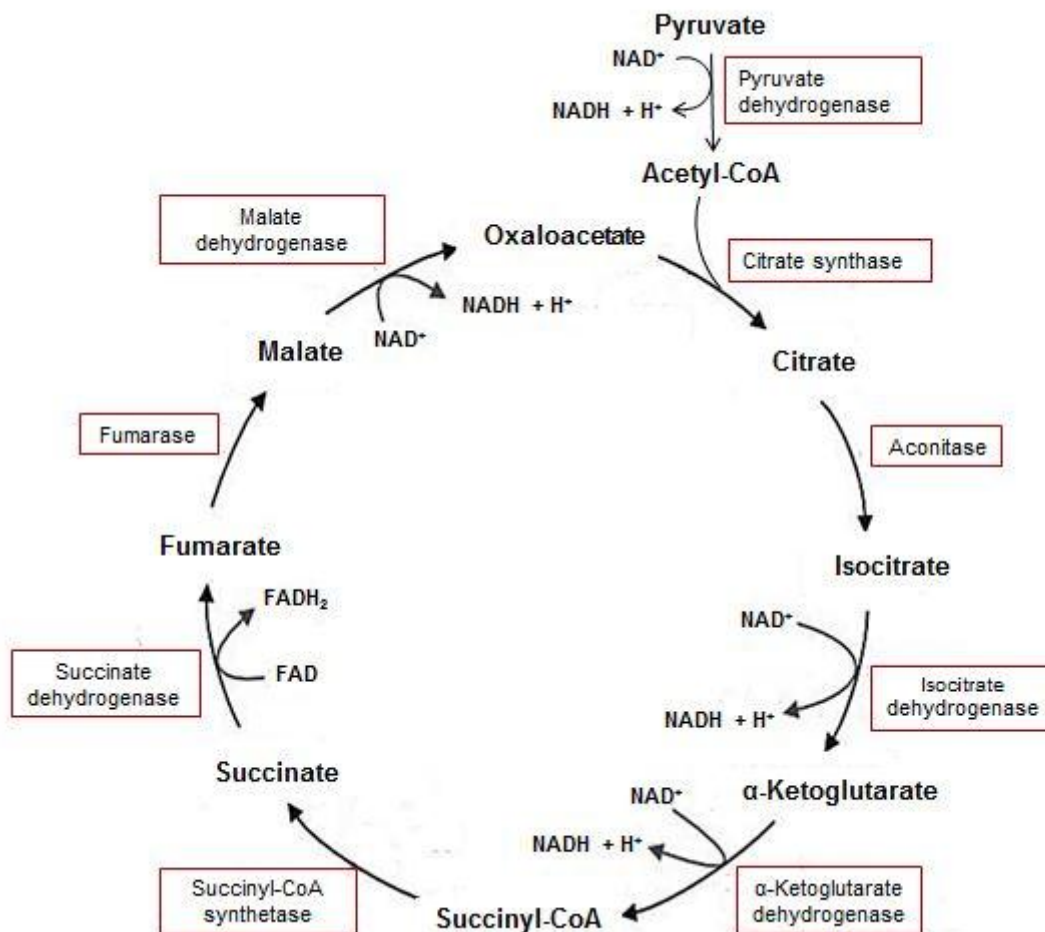 Pyruvate
NAD⁺
Pyruvate
dehydrogenase
NADH + H⁺
Acetyl-CoA
Malate
dehydrogenase
Oxaloacetate
Citrate synthase
NADH + H⁺
NAD⁺
Malate
Citrate
Fumarase
Aconitase
Fumarate
Isocitrate
FADH₂
NAD⁺
Succinate
dehydrogenase
FAD
Isocitrate
dehydrogenase
NADH + H⁺
Succinate
α-Ketoglutarate
NAD⁺
NADH + H⁺
Succinyl-CoA
synthetase
Succinyl-CoA
α-Ketoglutarate
dehydrogenase